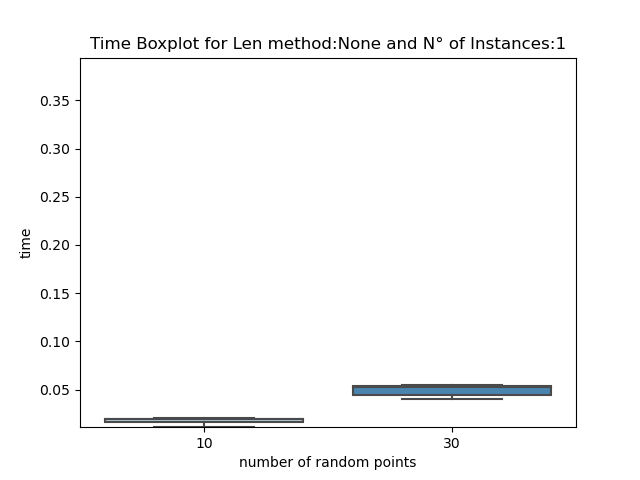 Time Boxplot for Len method:None and N° of Instances:1
0.35
0.30
0.25
0.20
0.15
0.10
0.05
time
10 30
number of random points